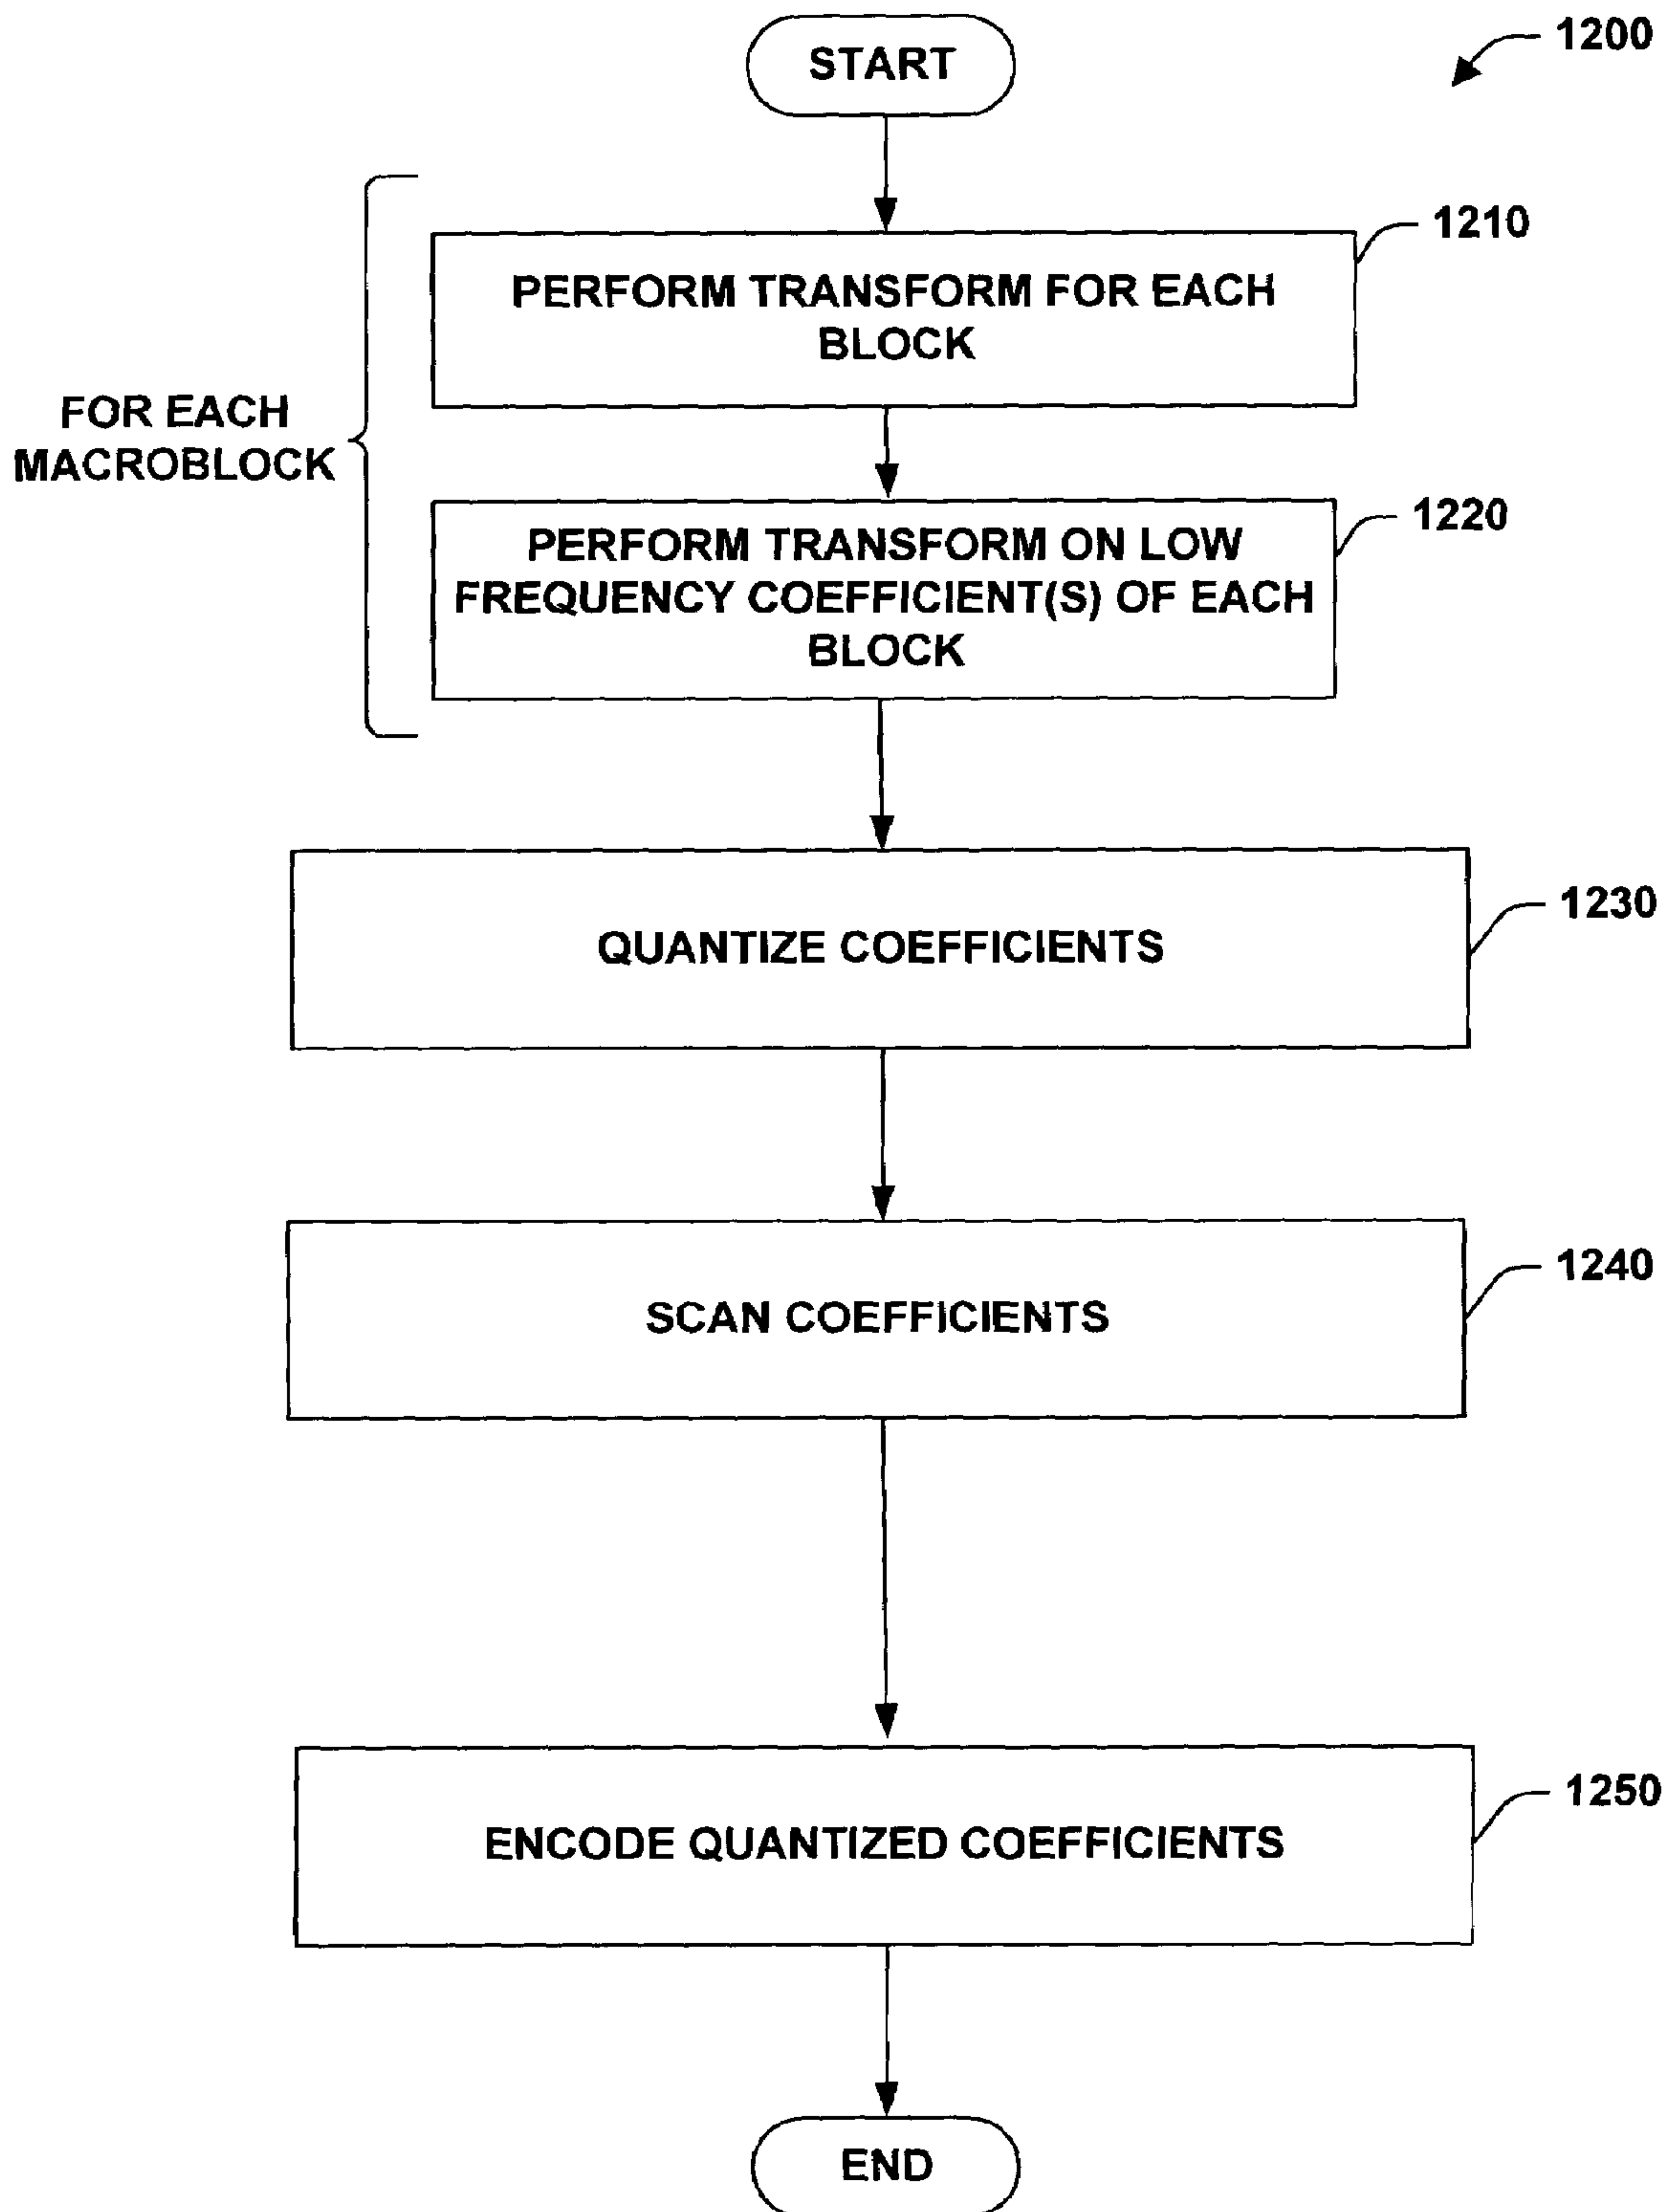 START
1200
1210
PERFORM TRANSFORM FOR EACH
BLOCK
FOR EACH
MACROBLOCK
1220
PERFORM TRANSFORM ON LOW
FREQUENCY COEFFICIENT(S) OF EACH
BLOCK
1230
QUANTIZE COEFFICIENTS
1240
SCAN COEFFICIENTS
1250
ENCODE QUANTIZED COEFFICIENTS
END